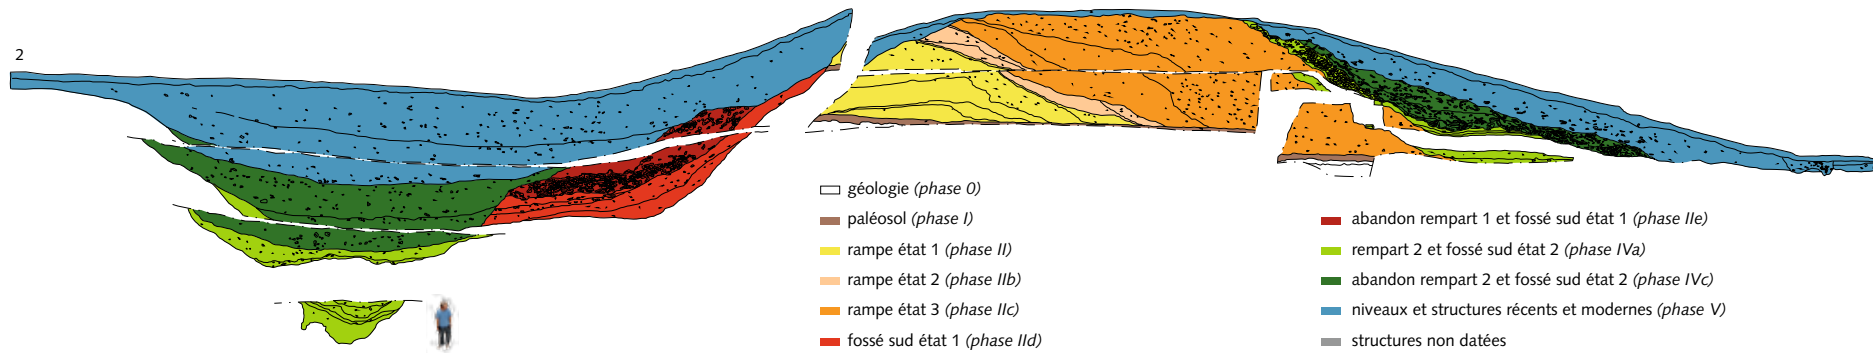 2
géologie (phase 0)
paléosol (phase I)
rampe état 1 (phase II)
rampe état 2 (phase IIb)
rampe état 3 (phase IIc)
fossé sud état 1 (phase IId)
abandon rempart 1 et fossé sud état 1 (phase IIe)
rempart 2 et fossé sud état 2 (phase IVa)
abandon rempart 2 et fossé sud état 2 (phase IVc)
niveaux et structures récents et modernes (phase V)
structures non datées